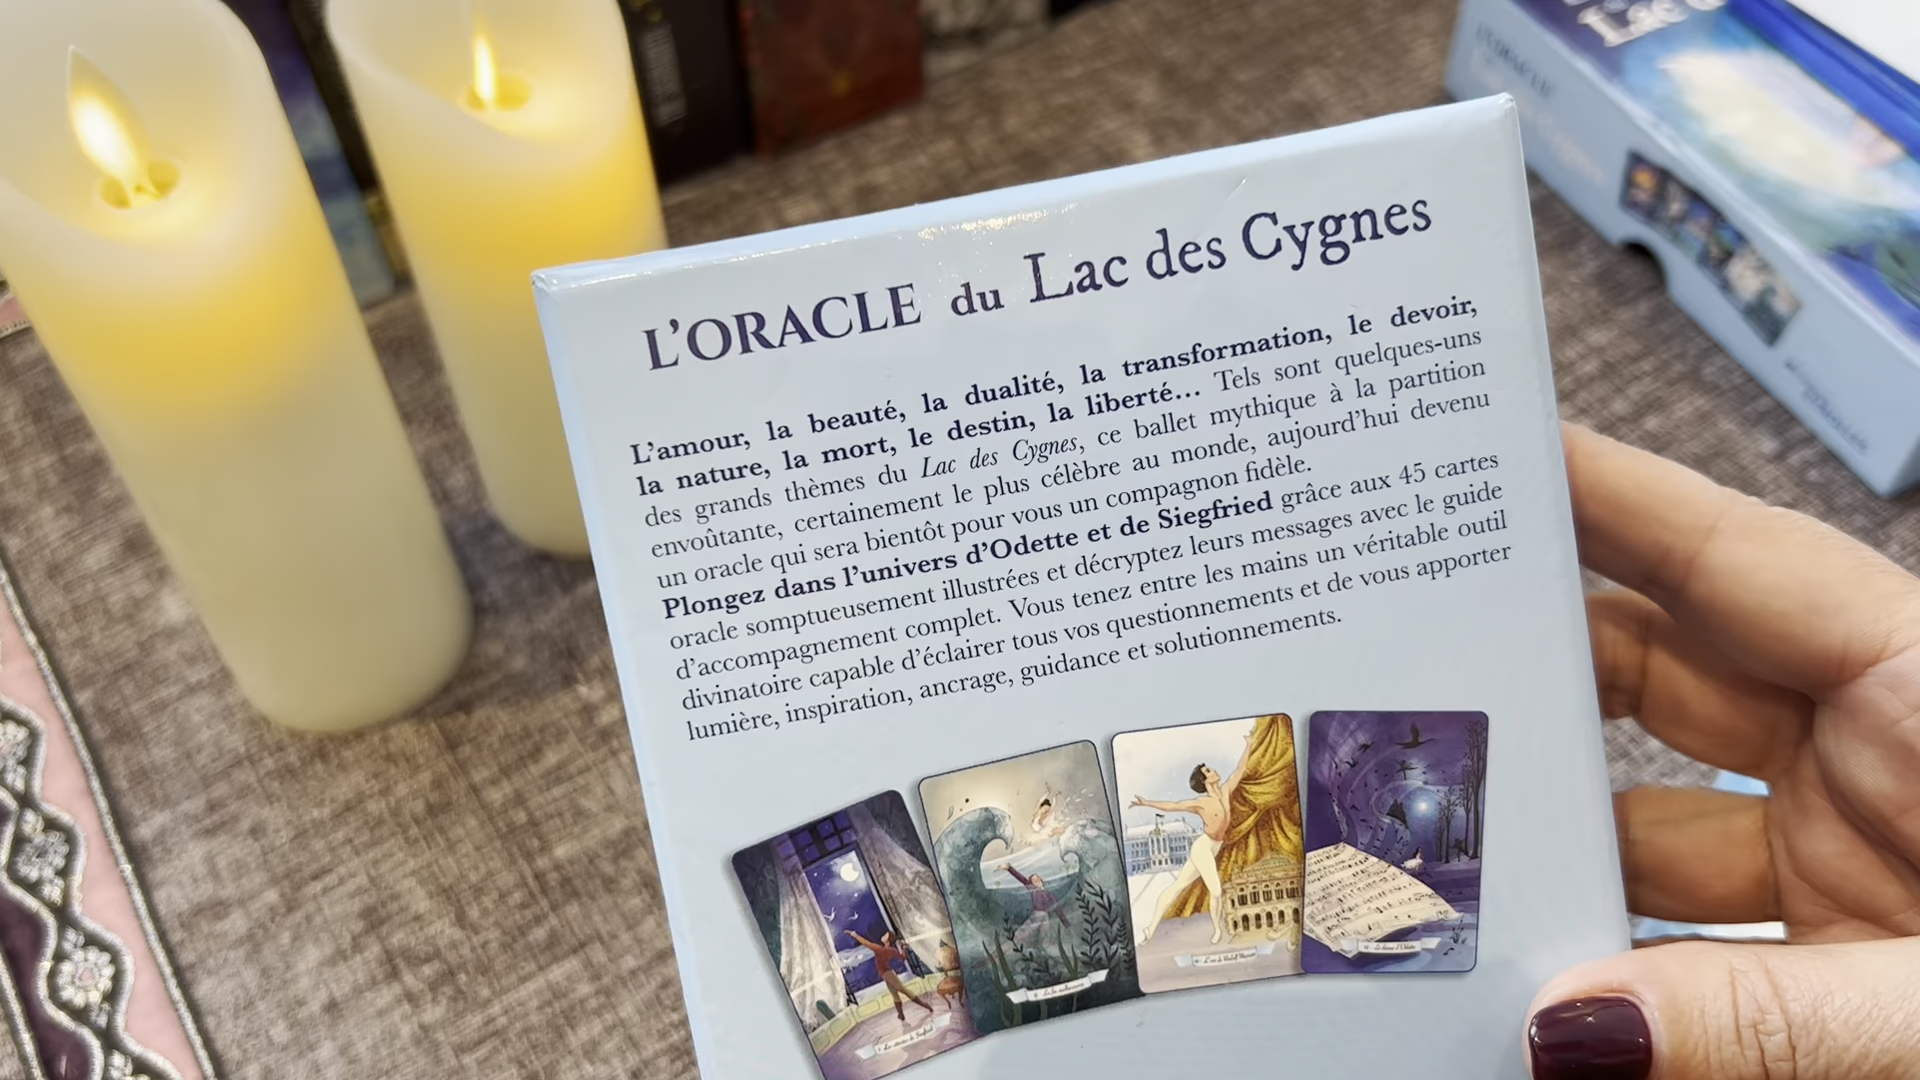 L'ORACLE du Lac des Cygnes
L'amour, la beauté, la dualité, la transformation, le devoir,
la nature, la mort, le destin, la liberté... Tels sont quelques-uns
des grands thèmes du Lac des Cygnes, ce ballet mythique à la partition
envoûtante, certainement le plus célèbre au monde, aujourd'hui devenu
un oracle qui sera bientôt pour vous un compagnon fidèle.
Plongez dans l'univers d'Odette et de Siegfried grâce aux 45 cartes
oracle somptueusement illustrées et décryptez leurs messages avec le guide
d'accompagnement complet. Vous tenez entre les mains un véritable outil
divinatoire capable d'éclairer tous vos questionnements et de vous apporter
lumière, inspiration, ancrage, guidance et solutionnements.
Lac
L'ORACLE